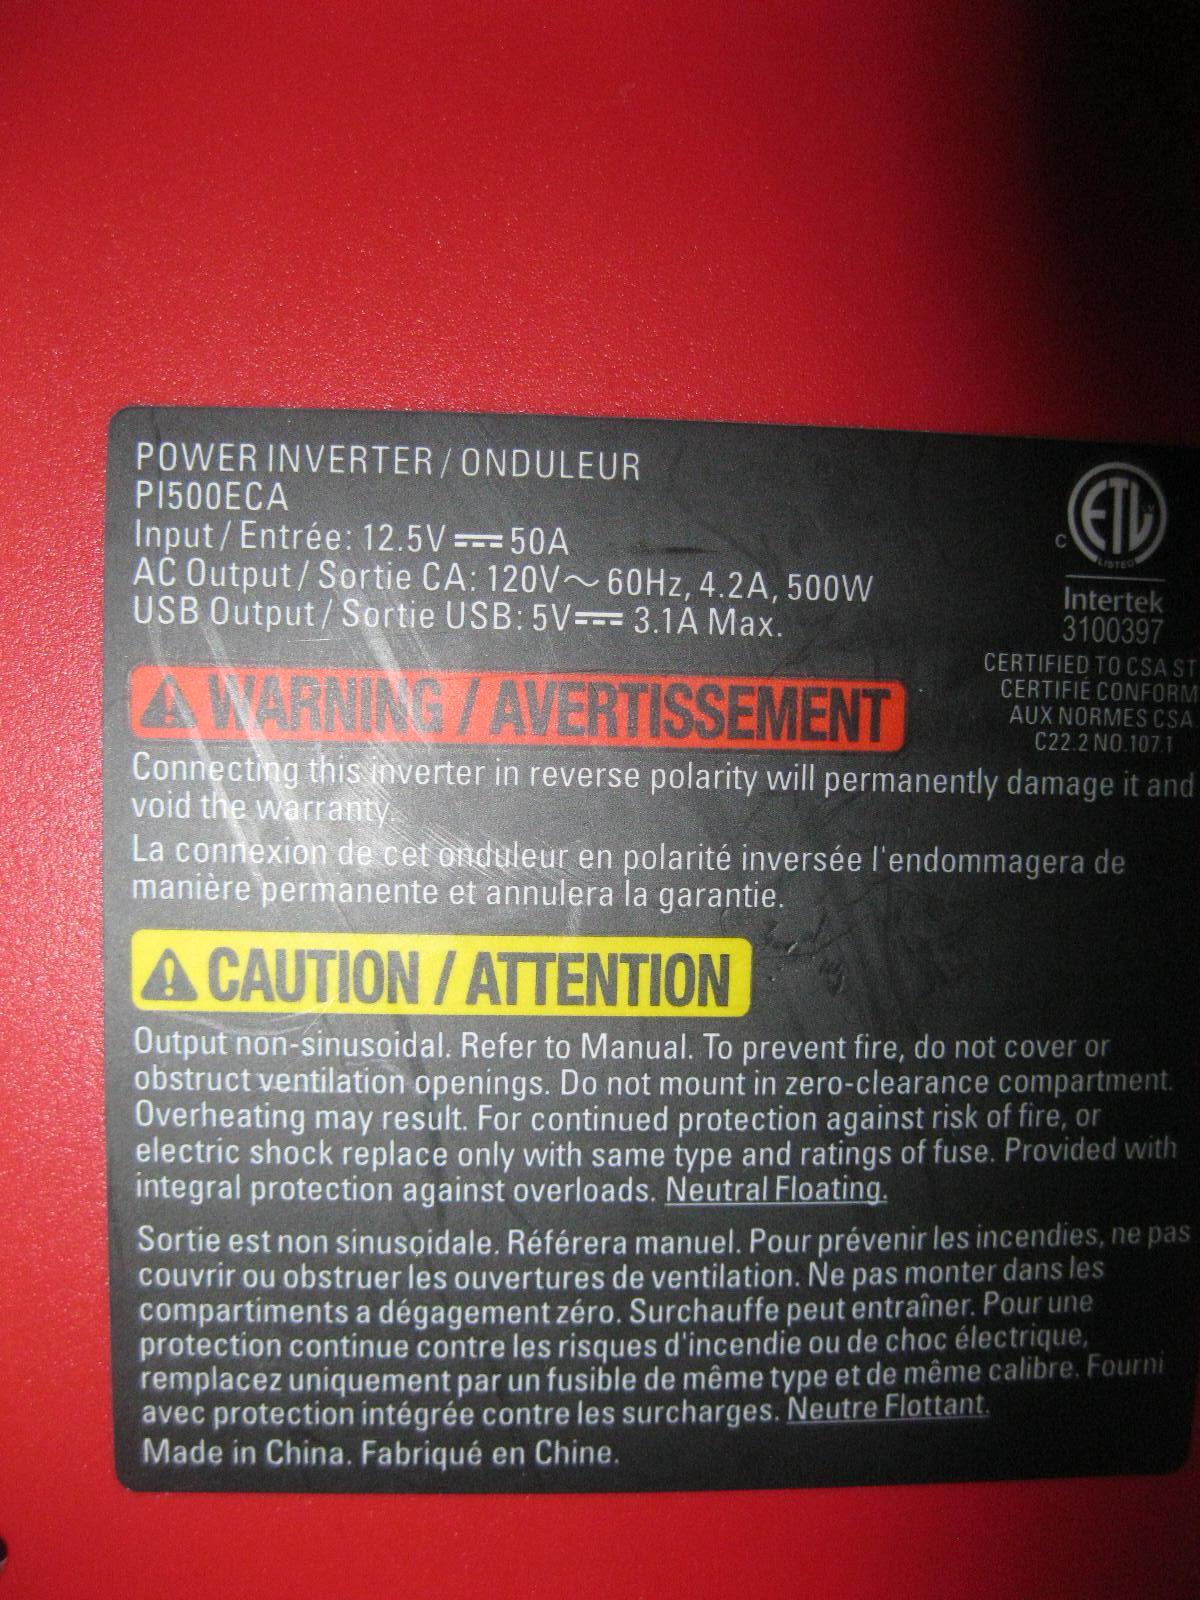 POWER INVERTER / ONDULEUR
PI500ECA
Input / Entrée: 12.5V ⎓ 50A
AC Output / Sortie CA: 120V～ 60Hz, 4.2A, 500W
USB Output / Sortie USB: 5V⎓ 3.1A Max.
C ETL US
LISTED
Intertek
3100397
CERTIFIED TO CSA ST
CERTIFIÉ CONFORM
AUX NORMES CSA
C22.2 NO.107.1
WARNING / AVERTISSEMENT
Connecting this inverter in reverse polarity will permanently damage it and
void the warranty.
La connexion de cet onduleur en polarité inversée l'endommagera de
manière permanente et annulera la garantie.
CAUTION / ATTENTION
Output non-sinusoidal. Refer to Manual. To prevent fire, do not cover or
obstruct ventilation openings. Do not mount in zero-clearance compartment.
Overheating may result. For continued protection against risk of fire, or
electric shock replace only with same type and ratings of fuse. Provided with
integral protection against overloads. Neutral Floating.
Sortie est non sinusoidale. Référera manuel. Pour prévenir les incendies, ne pas
couvrir ou obstruer les ouvertures de ventilation. Ne pas monter dans les
compartiments a dégagement zéro. Surchauffe peut entraîner. Pour une
protection continue contre les risques d'incendie ou de choc électrique,
remplacez uniquement par un fusible de même type et de même calibre. Fourni
avec protection intégrée contre les surcharges. Neutre Flottant.
Made in China. Fabriqué en Chine.